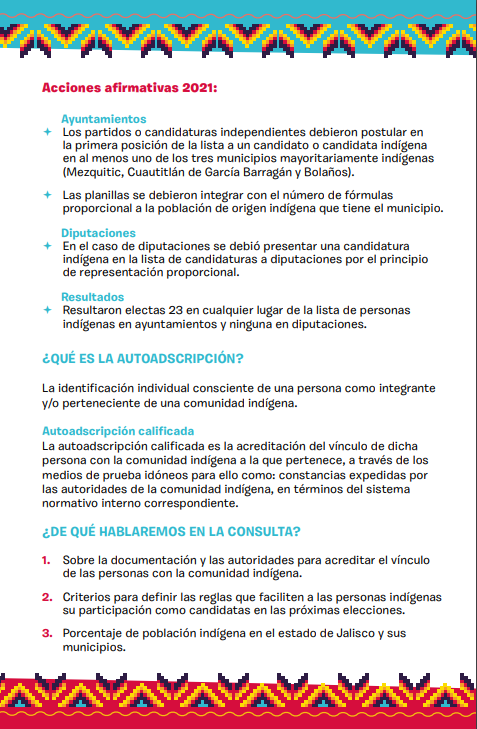 Acciones afirmativas 2021:
Ayuntamientos
Los partidos o candidaturas independientes debieron postular en
la primera posición de la lista a un candidato o candidata indígena
en al menos uno de los tres municipios mayoritariamente indígenas
(Mezquitic, Cuautitlán de García Barragán y Bolaños).
Las planillas se debieron integrar con el número de fórmulas
proporcional a la población de origen indígena que tiene el municipio.
Diputaciones
En el caso de diputaciones se debió presentar una candidatura
indígena en la lista de candidaturas a diputaciones por el principio
de representación proporcional.
Resultados
Resultaron electas 23 en cualquier lugar de la lista de personas
indígenas en ayuntamientos y ninguna en diputaciones.
¿QUÉ ES LA AUTOADSCRIPCIÓN?
La identificación individual consciente de una persona como integrante
y/o perteneciente de una comunidad indígena.
Autoadscripción calificada
La autoadscripción calificada es la acreditación del vínculo de dicha
persona con la comunidad indígena a la que pertenece, a través de los
medios de prueba idóneos para ello como: constancias expedidas por
las autoridades de la comunidad indígena, en términos del sistema
normativo interno correspondiente.
¿DE QUÉ HABLAREMOS EN LA CONSULTA?
1. Sobre la documentación y las autoridades para acreditar el vínculo
de las personas con la comunidad indígena.
2. Criterios para definir las reglas que faciliten a las personas indígenas
su participación como candidatas en las próximas elecciones.
3. Porcentaje de población indígena en el estado de Jalisco y sus
municipios.